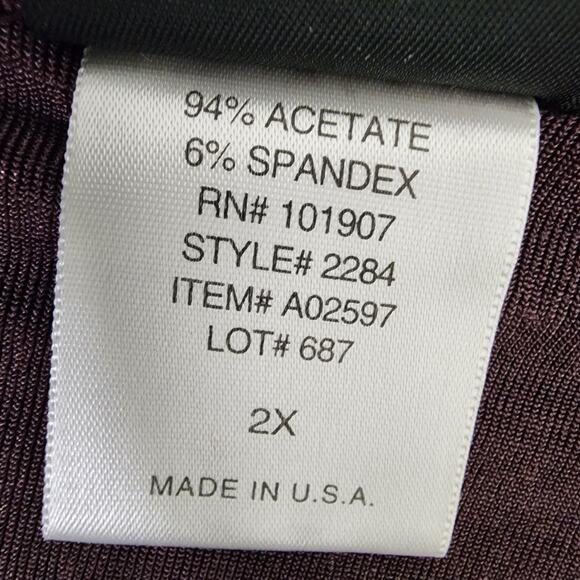 94% ACETATE
6% SPANDEX
RN# 101907
STYLE# 2284
ITEM# A02597
LOT# 687
2X
MADE IN U.S.A.